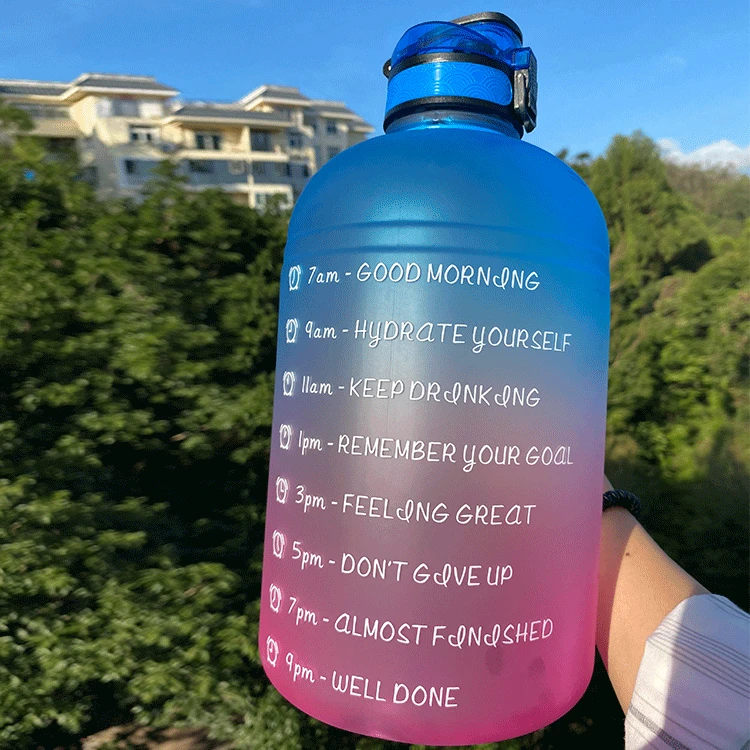 7am - GOOD MORNING
9am - HYDRATE YOURSELF
11am - KEEP DRINKING
1pm - REMEMBER YOUR GOAL
3pm - FEELING GREAT
5pm - DON'T GIVE UP
7pm - ALMOST FINISHED
9pm - WELL DONE